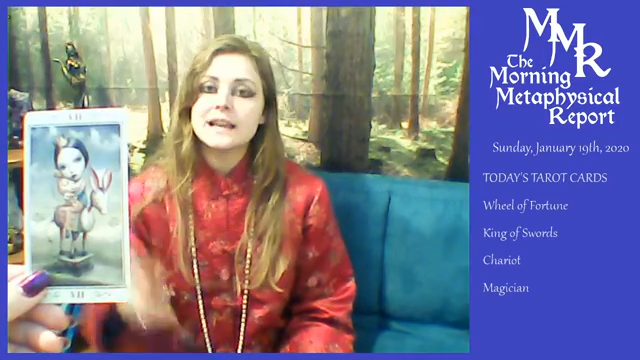 MMR
The
Morning
Metaphysical
Report
Sunday, January 19th, 2020
TODAY'S TAROT CARDS
Wheel of Fortune
King of Swords
Chariot
Magician
VII
VII